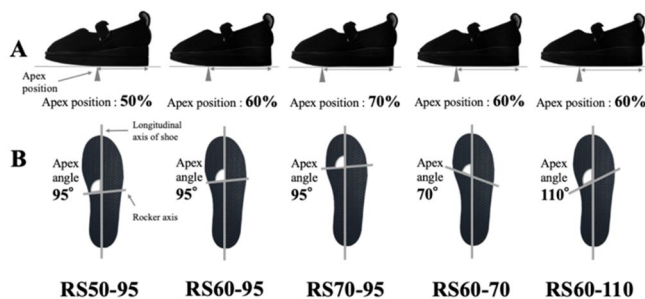 A
Apex position
Apex position : 50%
Apex position : 60%
Apex position : 70%
Apex position : 60%
Apex position : 60%
B
Longitudinal axis of shoe
Apex angle 95°
Rocker axis
Apex angle 95°
Apex angle 95°
Apex angle 70°
Apex angle 110°
RS50-95
RS60-95
RS70-95
RS60-70
RS60-110